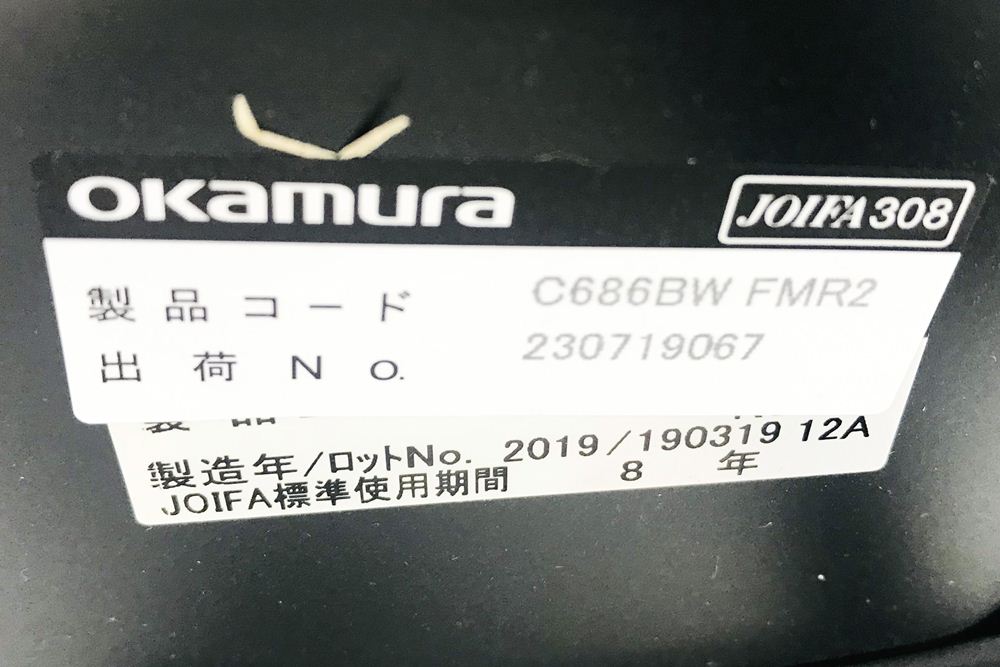 okamura
JOIFA308
製品コード C686BW FMR2
出荷No. 230719067
製品
製造年/ロットNo. 2019/190319 12A
JOIFA標準使用期間 8年